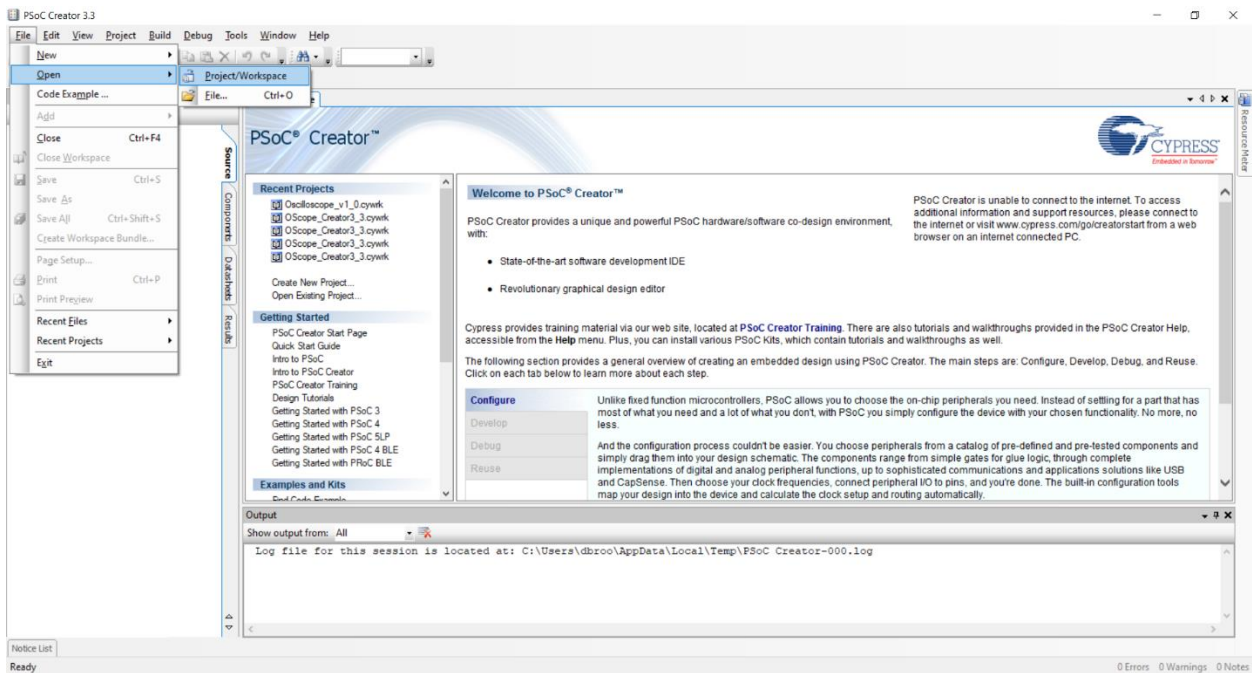 PSoC Creator 3.3
File Edit View Project Build Debug Tools Window Help
New
Open
Code Example ...
Add
Close Ctrl+F4
Close Workspace
Save Ctrl+S
Save As
Save All Ctrl+Shift+S
Create Workspace Bundle...
Page Setup...
Print Ctrl+P
Print Preview
Recent Files
Recent Projects
Exit
Project/Workspace
File... Ctrl+O
Source
Components
Datasheets
Results
PSoC® Creator™
CYPRESS
Embedded in Tomorrow™
Resource Meter
Recent Projects
Oscilloscope_v1_0.cywrk
OScope_Creator3_3.cywrk
OScope_Creator3_3.cywrk
OScope_Creator3_3.cywrk
OScope_Creator3_3.cywrk
Create New Project...
Open Existing Project...
Getting Started
PSoC Creator Start Page
Quick Start Guide
Intro to PSoC
Intro to PSoC Creator
PSoC Creator Training
Design Tutorials
Getting Started with PSoC 3
Getting Started with PSoC 4
Getting Started with PSoC 5LP
Getting Started with PSoC 4 BLE
Getting Started with PRoC BLE
Examples and Kits
Find Code Example
Welcome to PSoC® Creator™
PSoC Creator provides a unique and powerful PSoC hardware/software co-design environment,
with:
• State-of-the-art software development IDE
• Revolutionary graphical design editor
PSoC Creator is unable to connect to the internet. To access
additional information and support resources, please connect to
the internet or visit www.cypress.com/go/creatorstart from a web
browser on an internet connected PC.
Cypress provides training material via our web site, located at PSoC Creator Training. There are also tutorials and walkthroughs provided in the PSoC Creator Help,
accessible from the Help menu. Plus, you can install various PSoC Kits, which contain tutorials and walkthroughs as well.
The following section provides a general overview of creating an embedded design using PSoC Creator. The main steps are: Configure, Develop, Debug, and Reuse.
Click on each tab below to learn more about each step.
Configure
Develop
Debug
Reuse
Unlike fixed function microcontrollers, PSoC allows you to choose the on-chip peripherals you need. Instead of settling for a part that has
most of what you need and a lot of what you don't, with PSoC you simply configure the device with your chosen functionality. No more, no
less.
And the configuration process couldn't be easier. You choose peripherals from a catalog of pre-defined and pre-tested components and
simply drag them into your design schematic. The components range from simple gates for glue logic, through complete
implementations of digital and analog peripheral functions, up to sophisticated communications and applications solutions like USB
and CapSense. Then choose your clock frequencies, connect peripheral I/O to pins, and you're done. The built-in configuration tools
map your design into the device and calculate the clock setup and routing automatically.
Output
Show output from: All
Log file for this session is located at: C:\Users\dbroo\AppData\Local\Temp\PSoC Creator-000.log
Notice List
Ready
0 Errors 0 Warnings 0 Notes